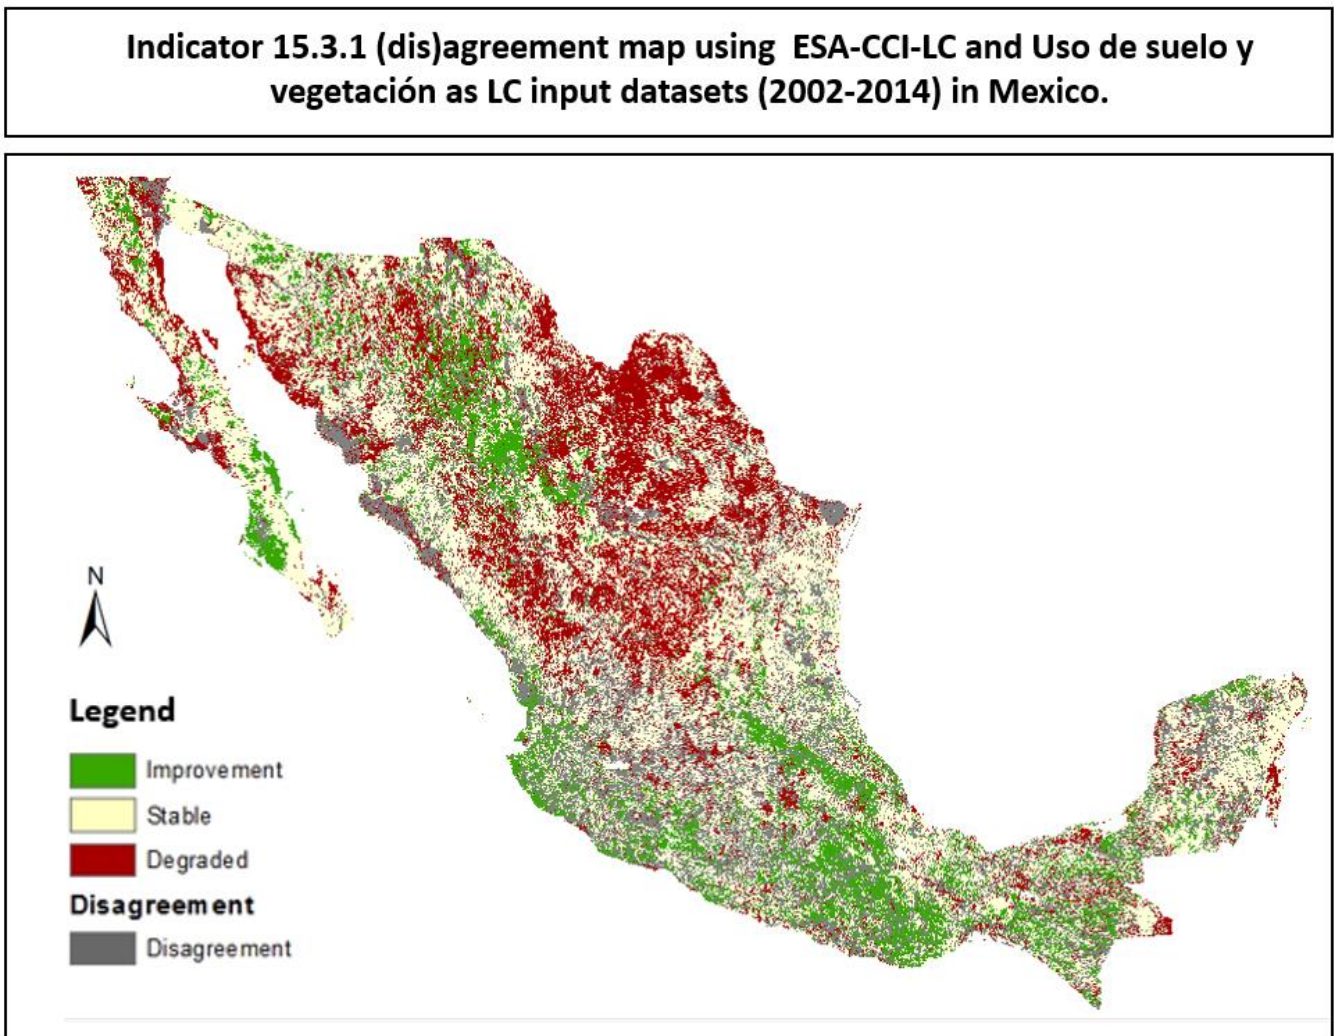 Indicator 15.3.1 (dis)agreement map using ESA-CCI-LC and Uso de suelo y
vegetación as LC input datasets (2002-2014) in Mexico.
N
Legend
Improvement
Stable
Degraded
Disagreement
Disagreement